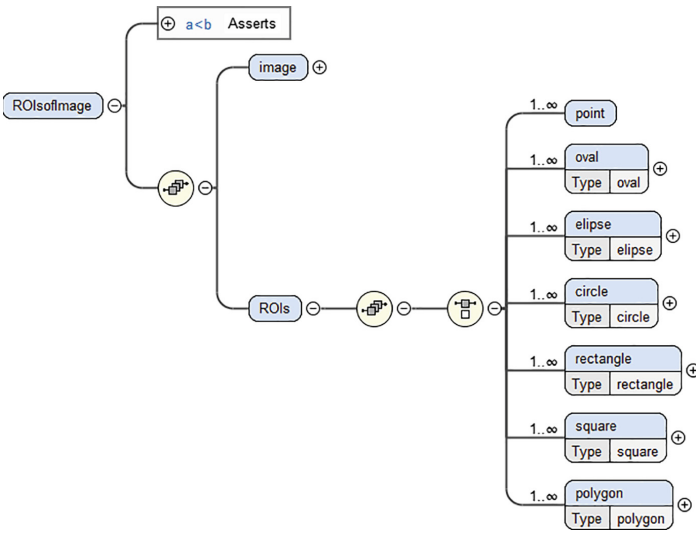 a<b Asserts
image
ROIsofImage
1..∞
point
1..∞
oval
Type oval
1..∞
elipse
Type elipse
1..∞
circle
Type circle
ROIs
1..∞
rectangle
Type rectangle
1..∞
square
Type square
1..∞
polygon
Type polygon